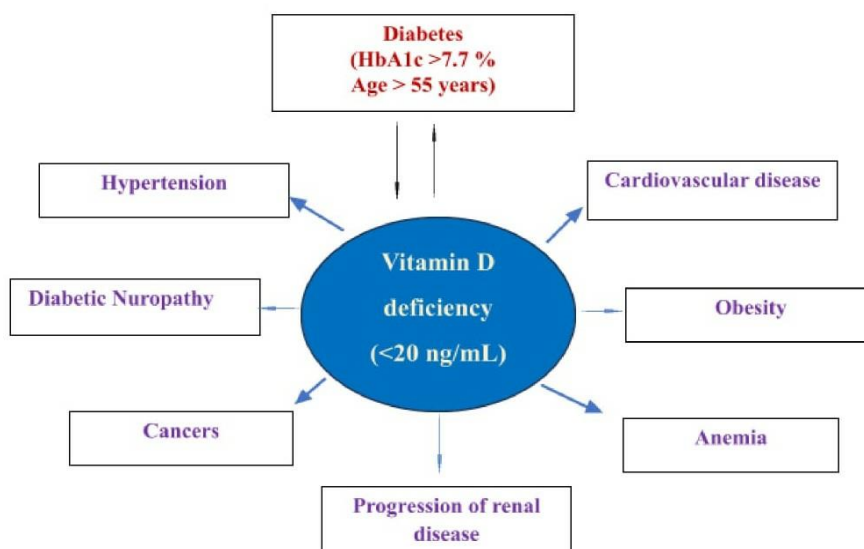 Diabetes
(HbA1c >7.7 %
Age > 55 years)
Hypertension
Cardiovascular disease
Vitamin D
deficiency
(<20 ng/mL)
Diabetic Nuropathy
Obesity
Cancers
Anemia
Progression of renal
disease